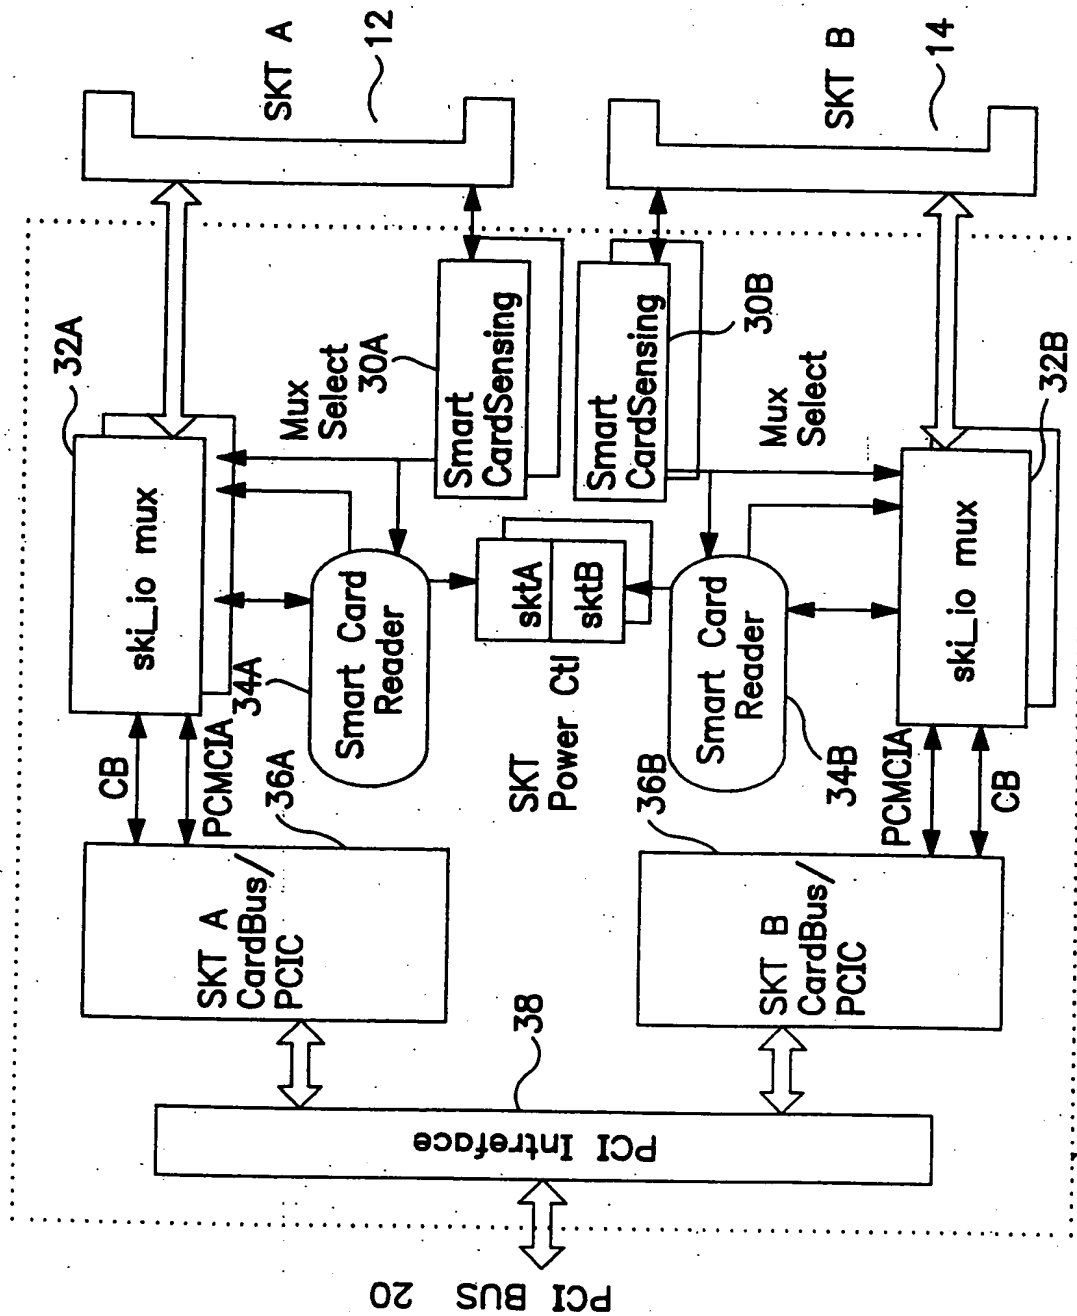 SKT A
12
SKT B
14
32A
ski_io mux
Mux
Select
30A
Smart
CardSensing
Smart
CardSensing
30B
Mux
Select
32B
ski_io mux
34A
Smart Card
Reader
sktA
sktB
SKT
Power Ctl
Smart Card
Reader
34B
CB
PCMCIA
36A
SKT A
CardBus/
PCIC
36B
SKT B
CardBus/
PCIC
PCMCIA
CB
38
PCI Intreface
PCI BUS 20